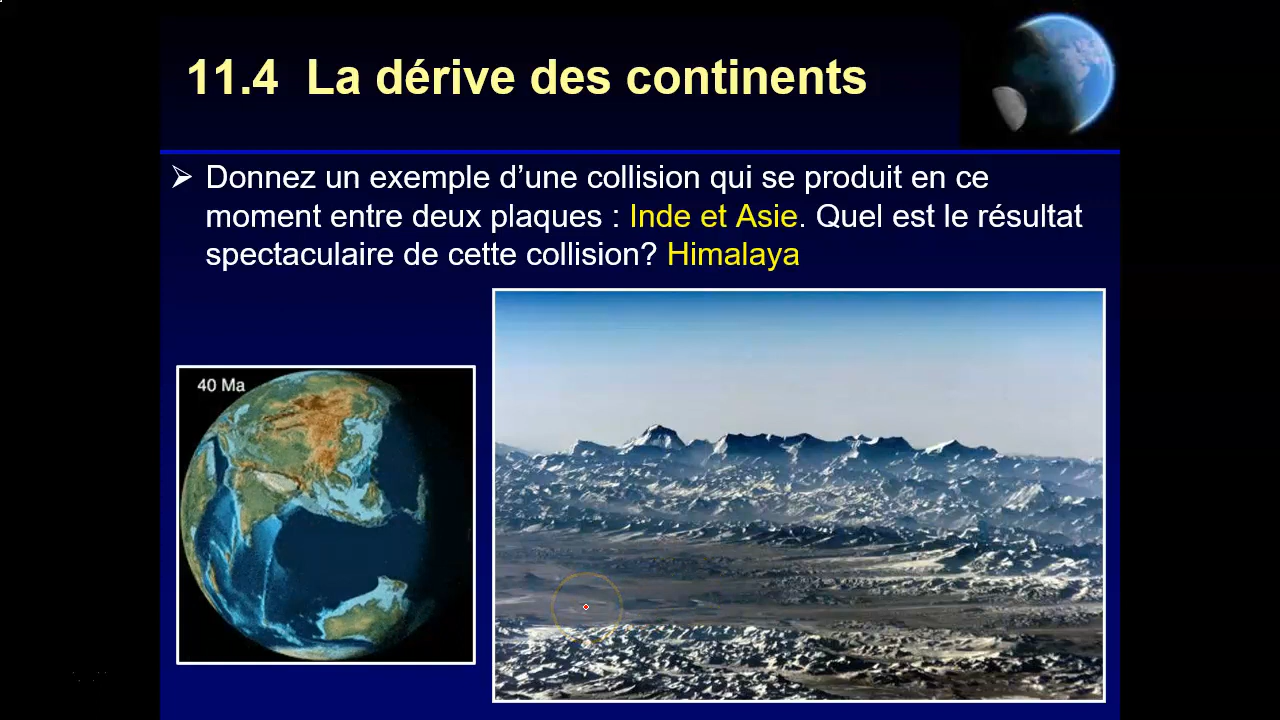 11.4 La dérive des continents
Donnez un exemple d’une collision qui se produit en ce
moment entre deux plaques : Inde et Asie. Quel est le résultat
spectaculaire de cette collision? Himalaya
40 Ma